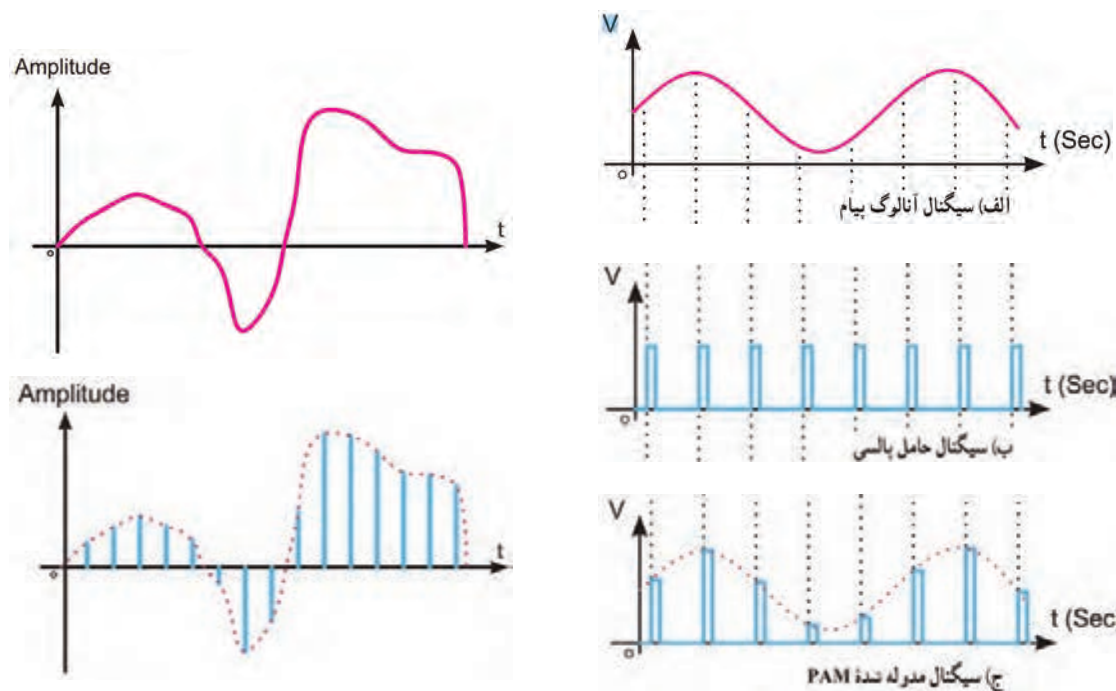 Amplitude
t
o
Amplitude
t
o
V
t (Sec)
o
الف) سیگنال آنالوگ پیام
V
t (Sec)
o
ب) سیگنال حامل پالسی
V
t (Sec
o
ج) سیگنال مدوله شدهٔ PAM